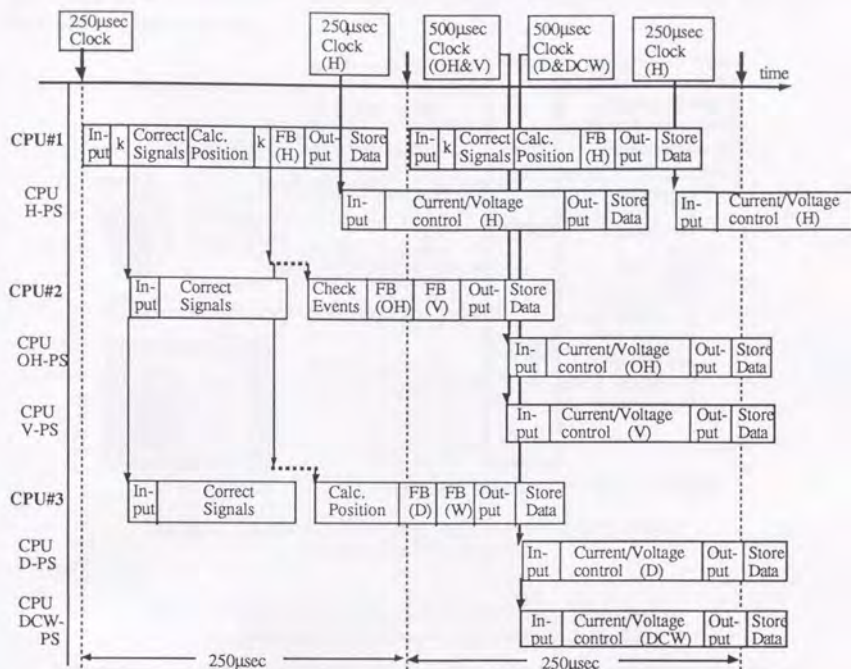 250μsec
Clock
250μsec
Clock
(H)
500μsec
Clock
(OH&V)
500μsec
Clock
(D&DCW)
250μsec
Clock
(H)
time
CPU#1
In-
put
k
Correct
Signals
Calc.
Position
k
FB
(H)
Out-
put
Store
Data
In-
put
k
Correct
Signals
Calc.
Position
FB
(H)
Out-
put
Store
Data
CPU
H-PS
In-
put
Current/Voltage
control (H)
Out-
put
Store
Data
In-
put
Current/Voltage
control (H)
CPU#2
In-
put
Correct
Signals
Check
Events
FB
(OH)
FB
(V)
Output
Store
Data
CPU
OH-PS
In-
put
Current/Voltage
control (OH)
Out-
put
Store
Data
CPU
V-PS
In-
put
Current/Voltage
control (V)
Out-
put
Store
Data
CPU#3
In-
put
Correct
Signals
Calc.
Position
FB
(D)
FB
(W)
Out-
put
Store
Data
CPU
D-PS
In-
put
Current/Voltage
control (D)
Out-
put
Store
Data
CPU
DCW-
PS
In-
put
Current/Voltage
control (DCW)
Out-
put
Store
Data
250μsec
250μsec